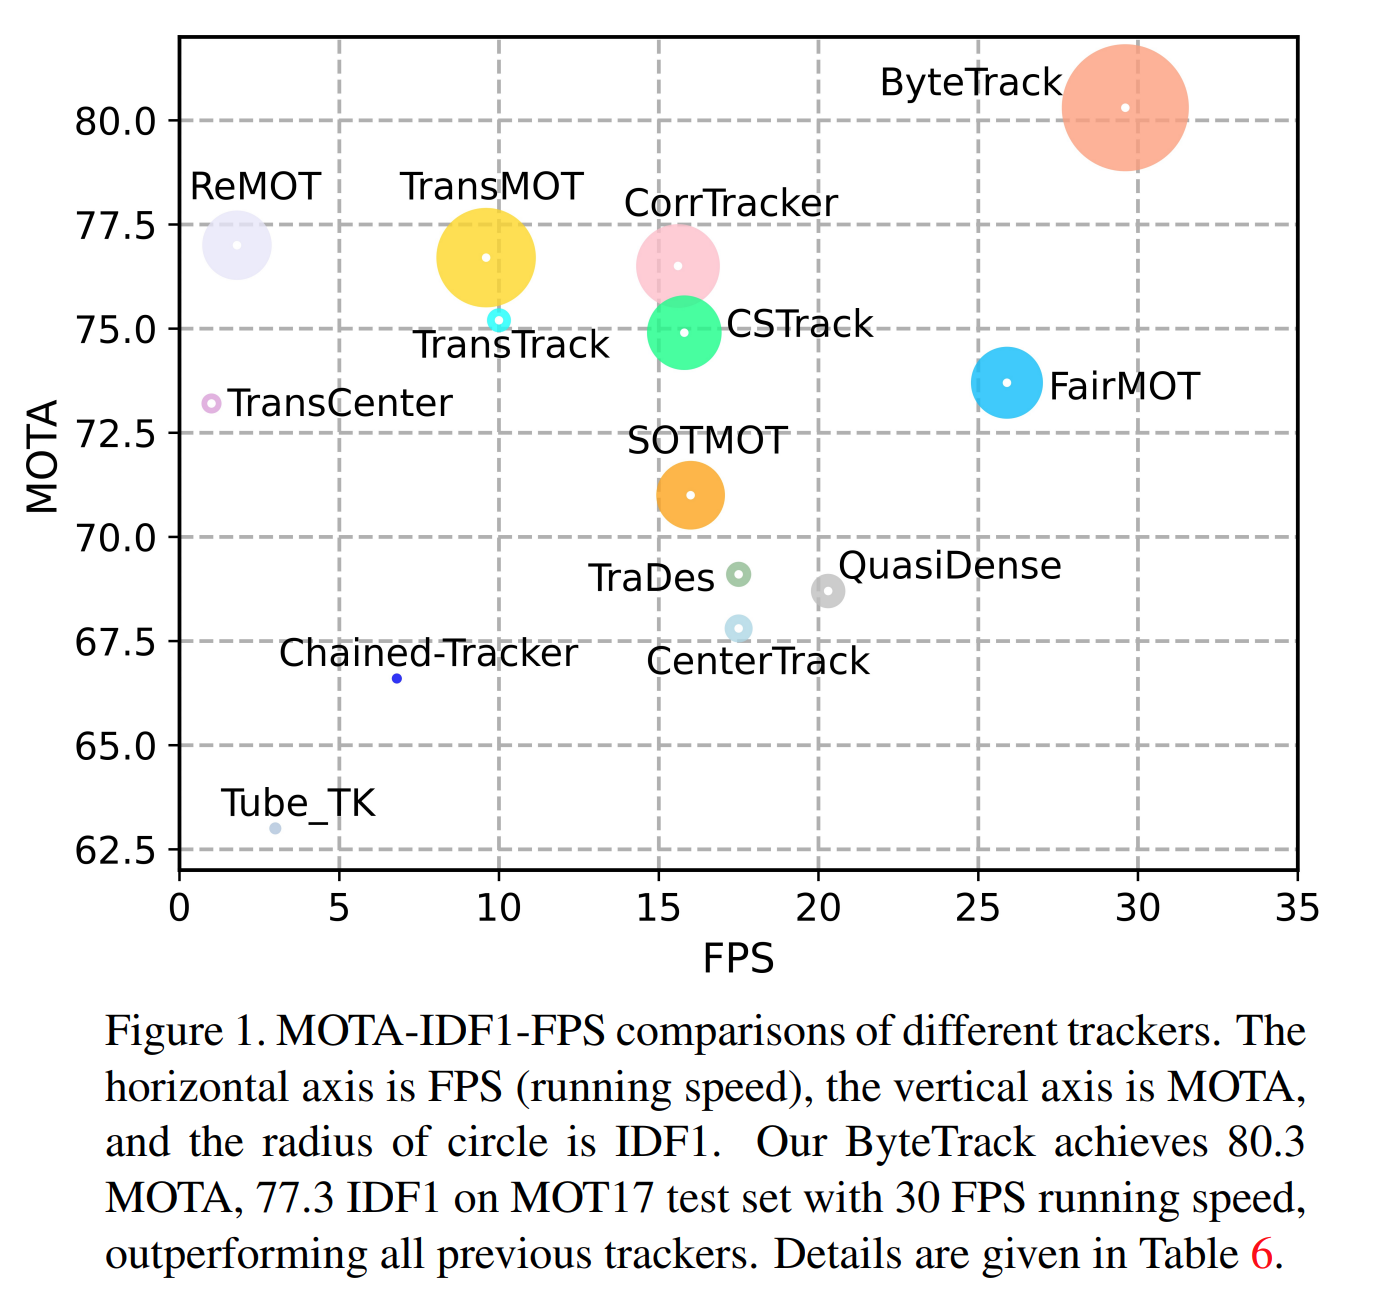 ByteTrack
80.0
ReMOT TransMOT
CorrTracker
77.5
75.0
CSTrack
TransTrack
FairMOT
TransCenter
72.5
SOTMOT
MOTA
70.0
QuasiDense
TraDes
67.5
Chained-Tracker
CenterTrack
65.0
Tube_TK
62.5
0 5 10 15 20 25 30 35
FPS
Figure 1. MOTA-IDF1-FPS comparisons of different trackers. The
horizontal axis is FPS (running speed), the vertical axis is MOTA,
and the radius of circle is IDF1. Our ByteTrack achieves 80.3
MOTA, 77.3 IDF1 on MOT17 test set with 30 FPS running speed,
outperforming all previous trackers. Details are given in Table 6.